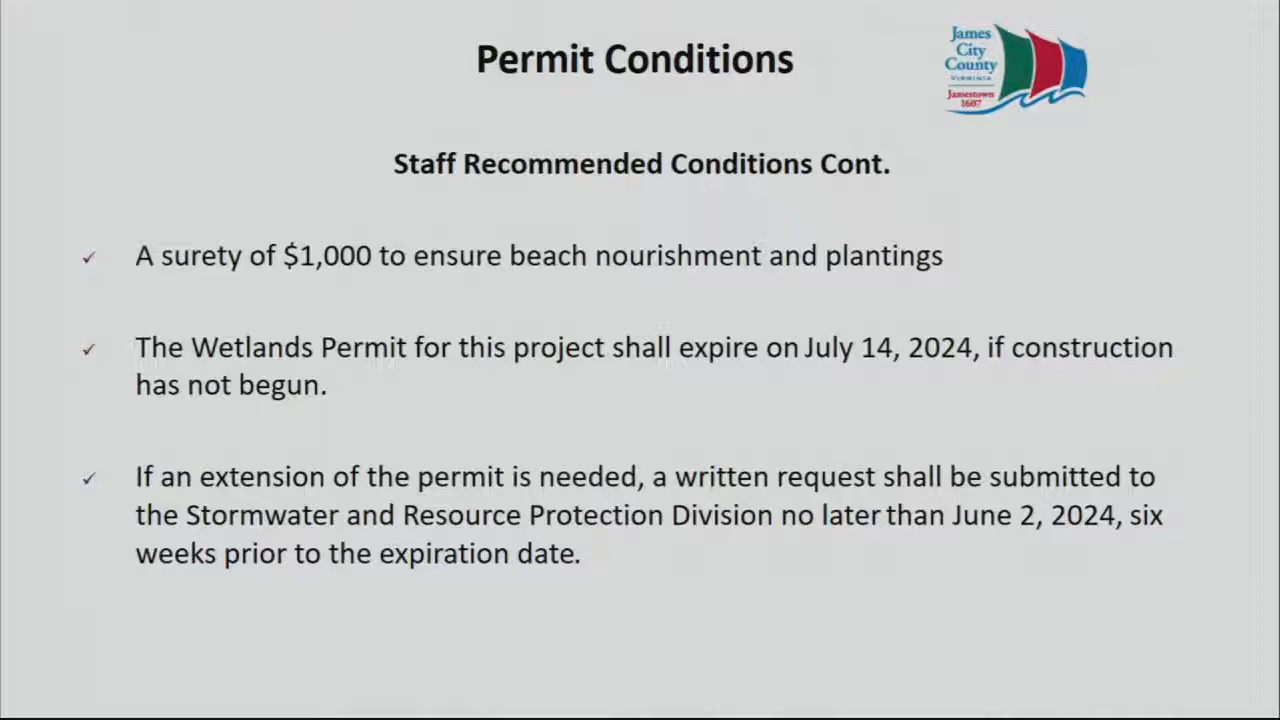 Permit Conditions
James
City
County
VIRGINIA
Jamestown
1607
Staff Recommended Conditions Cont.
✓ A surety of $1,000 to ensure beach nourishment and plantings
✓ The Wetlands Permit for this project shall expire on July 14, 2024, if construction
has not begun.
✓ If an extension of the permit is needed, a written request shall be submitted to
the Stormwater and Resource Protection Division no later than June 2, 2024, six
weeks prior to the expiration date.